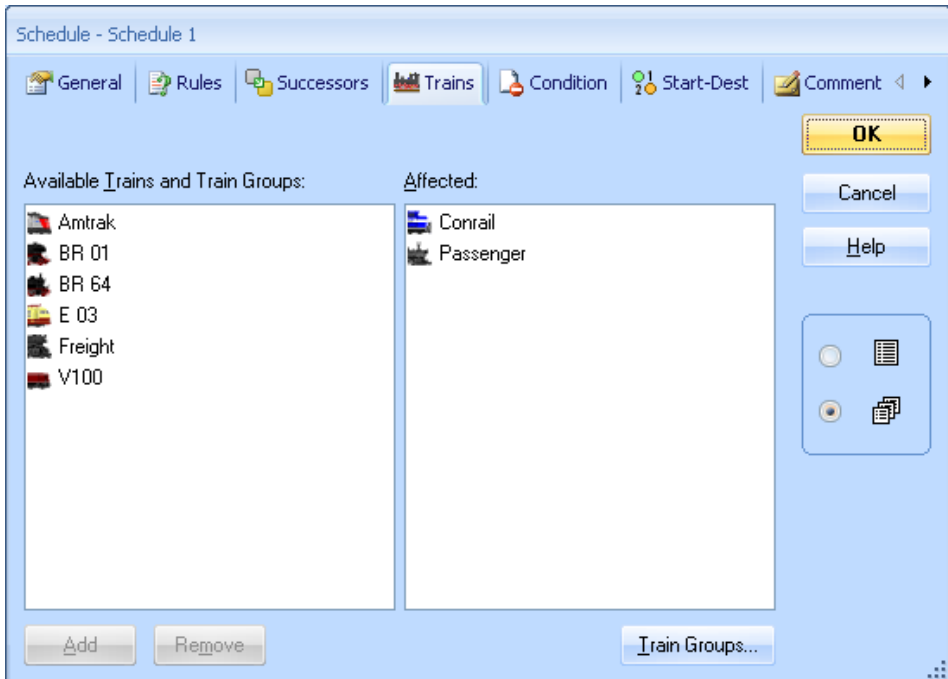 Schedule - Schedule 1
General Rules Successors Trains Condition Start-Dest Comment
OK
Available Trains and Train Groups:
Affected:
Cancel
Amtrak
BR 01
BR 64
E 03
Freight
V100
Conrail
Passenger
Help
Add
Remove
Train Groups...